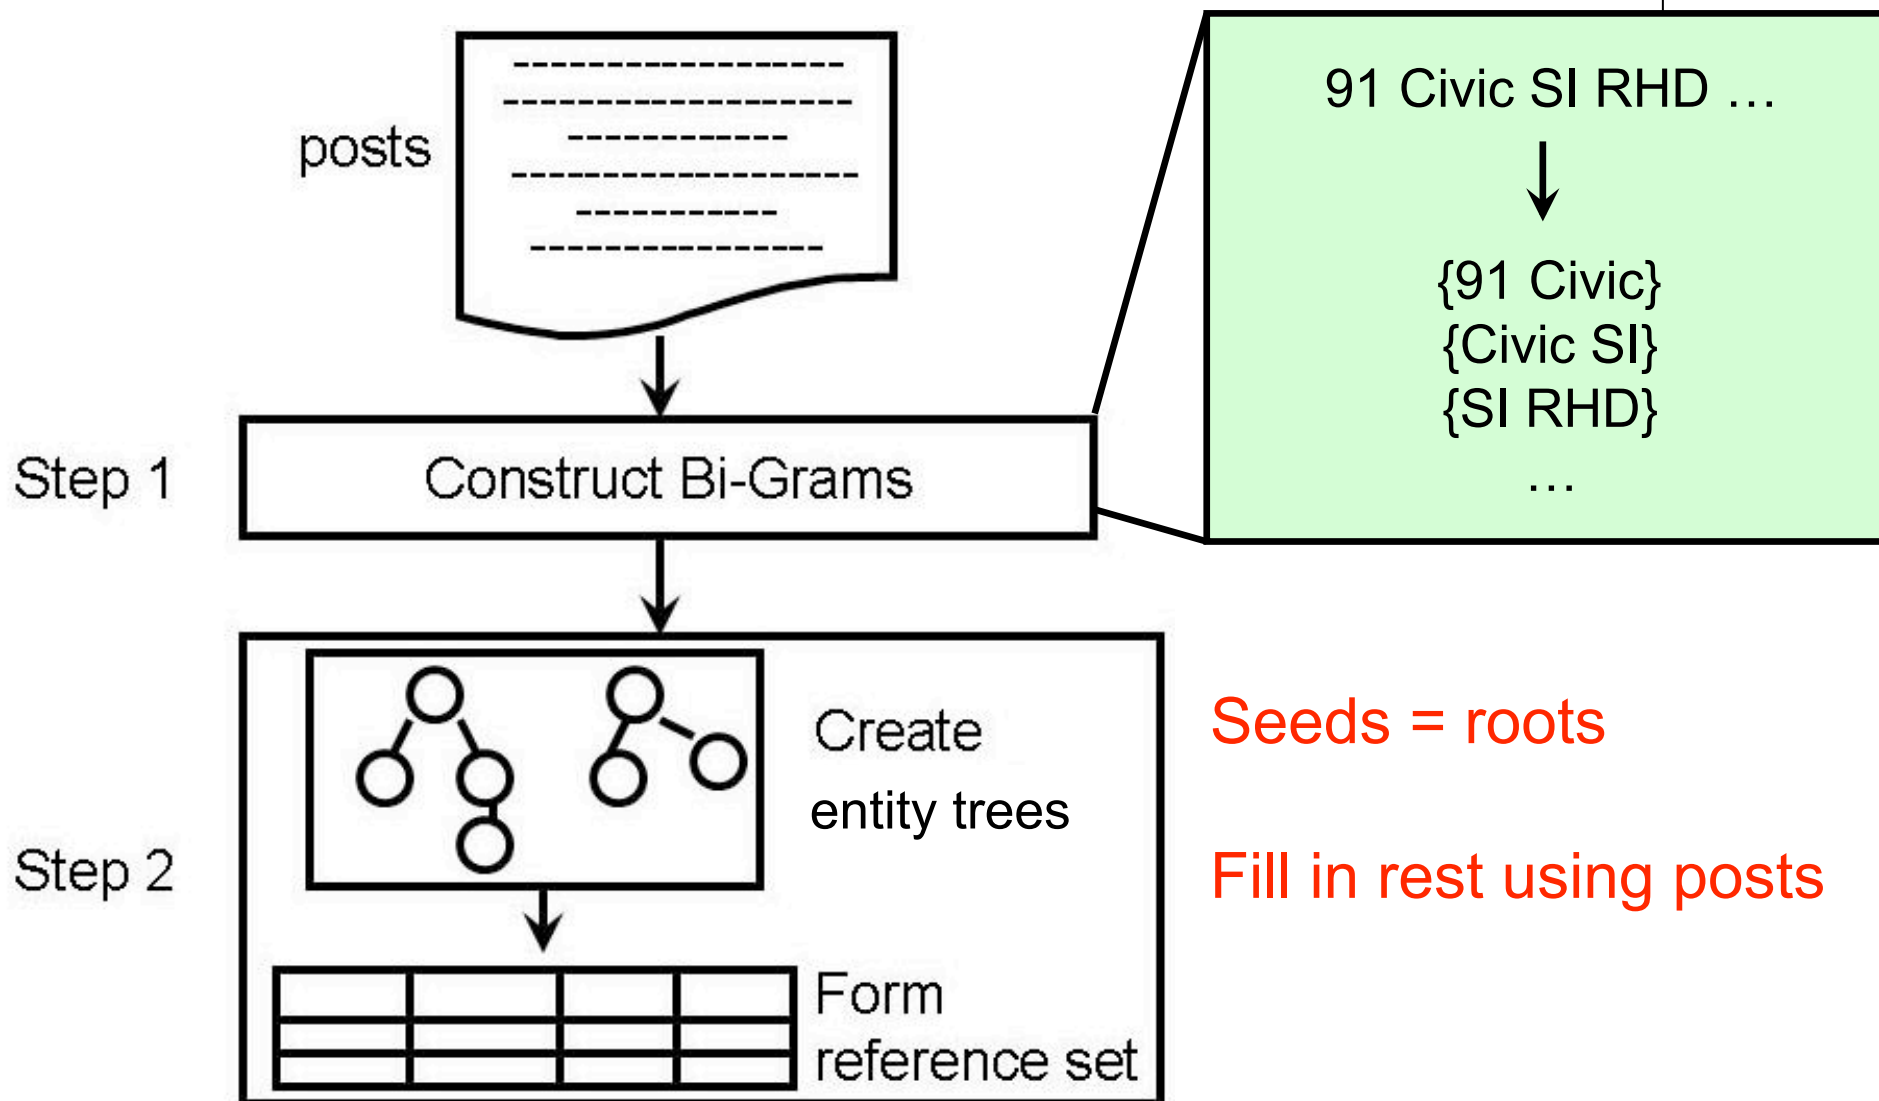 posts
91 Civic SI RHD …
{91 Civic}
{Civic SI}
{SI RHD}
…
Step 1
Construct Bi-Grams
Step 2
Create
entity trees
Form
reference set
Seeds = roots
Fill in rest using posts